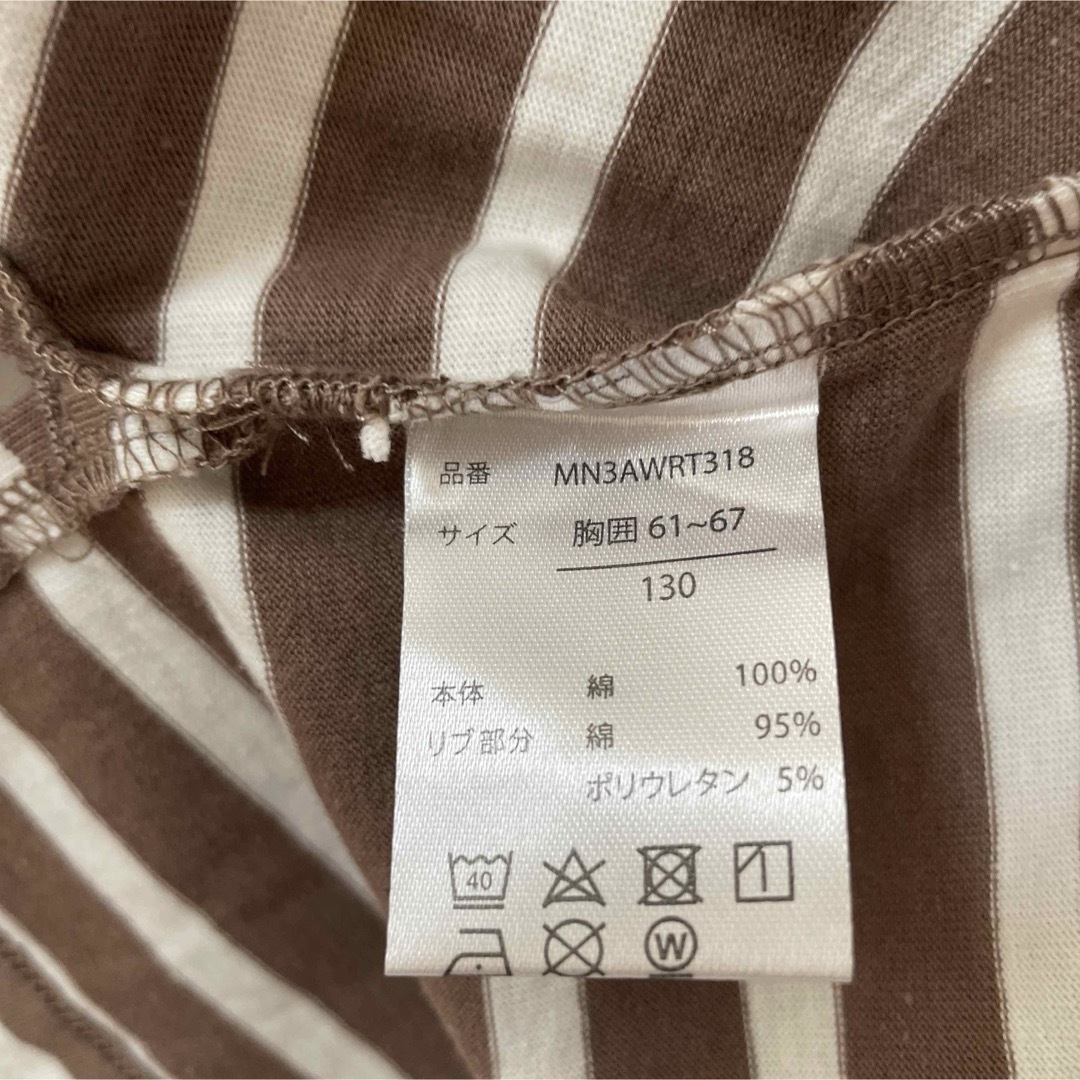 品番 MN3AWRT318
サイズ 胸囲 61~67
130
本体 綿 100%
リブ部分 綿 95%
ポリウレタン 5%
40
W